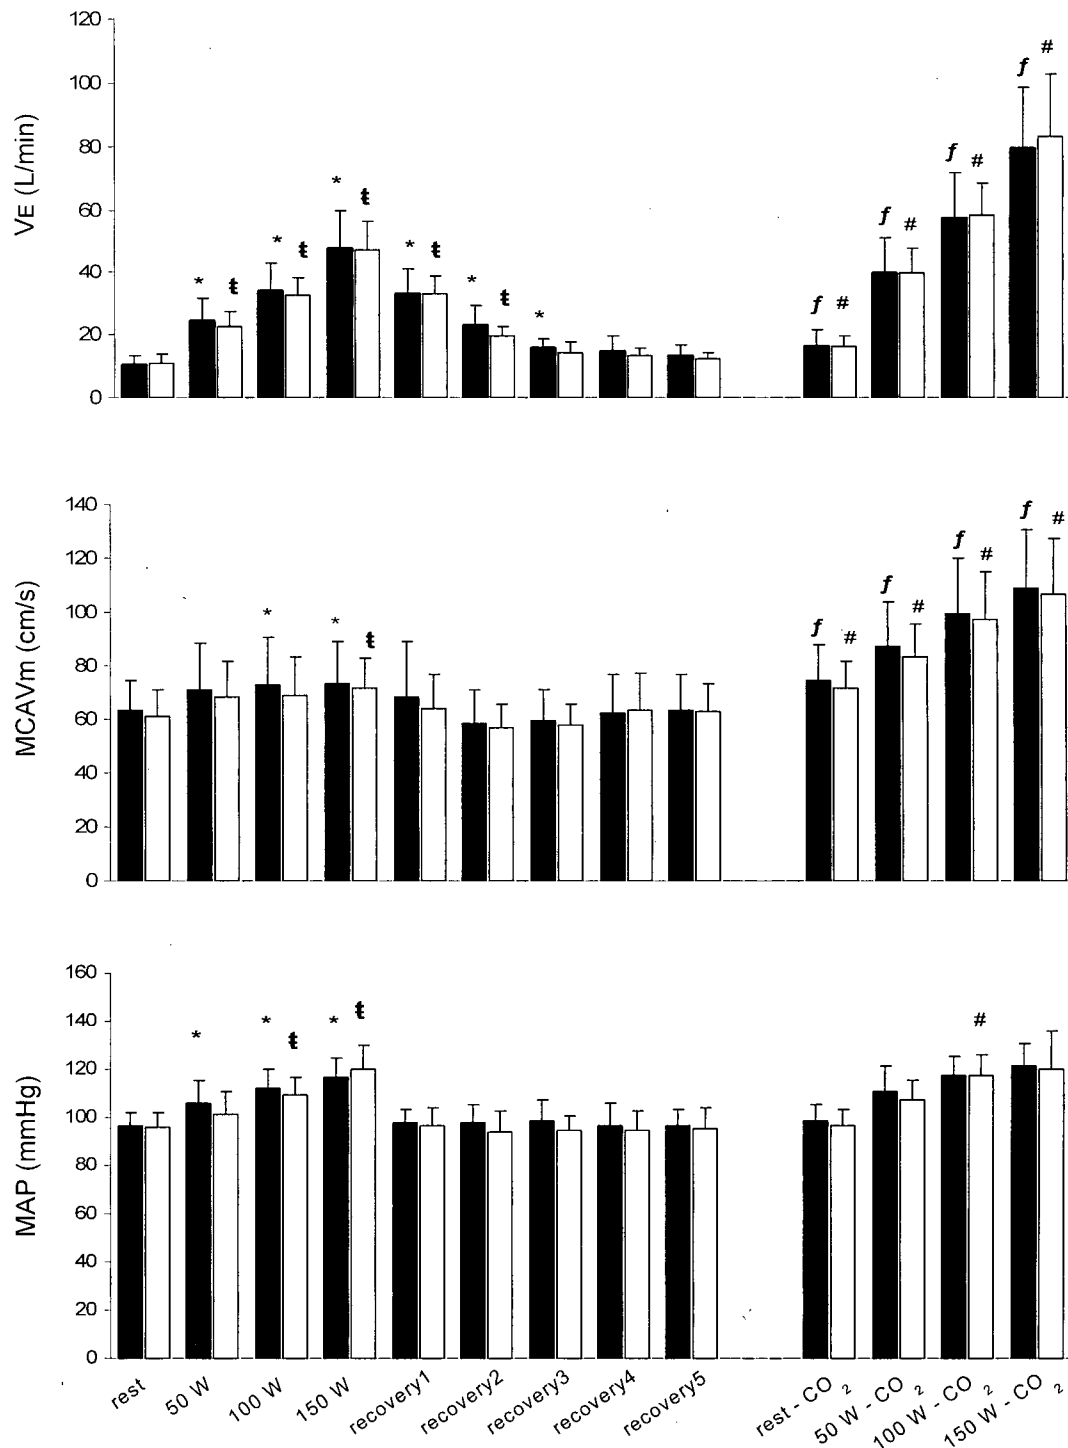 120
100
80
60
40
20
0
VE (L/min)
* ŧ * ŧ * ŧ * ŧ * ŧ * ƒ # ƒ # ƒ # ƒ #
140
120
100
80
60
40
20
0
MCAVm (cm/s)
* * ŧ ƒ # ƒ # ƒ # ƒ #
160
140
120
100
80
60
40
20
0
MAP (mmHg)
* * ŧ * ŧ #
rest
50 W
100 W
150 W
recovery1
recovery2
recovery3
recovery4
recovery5
rest - CO 2
50 W - CO 2
100 W - CO 2
150 W - CO 2